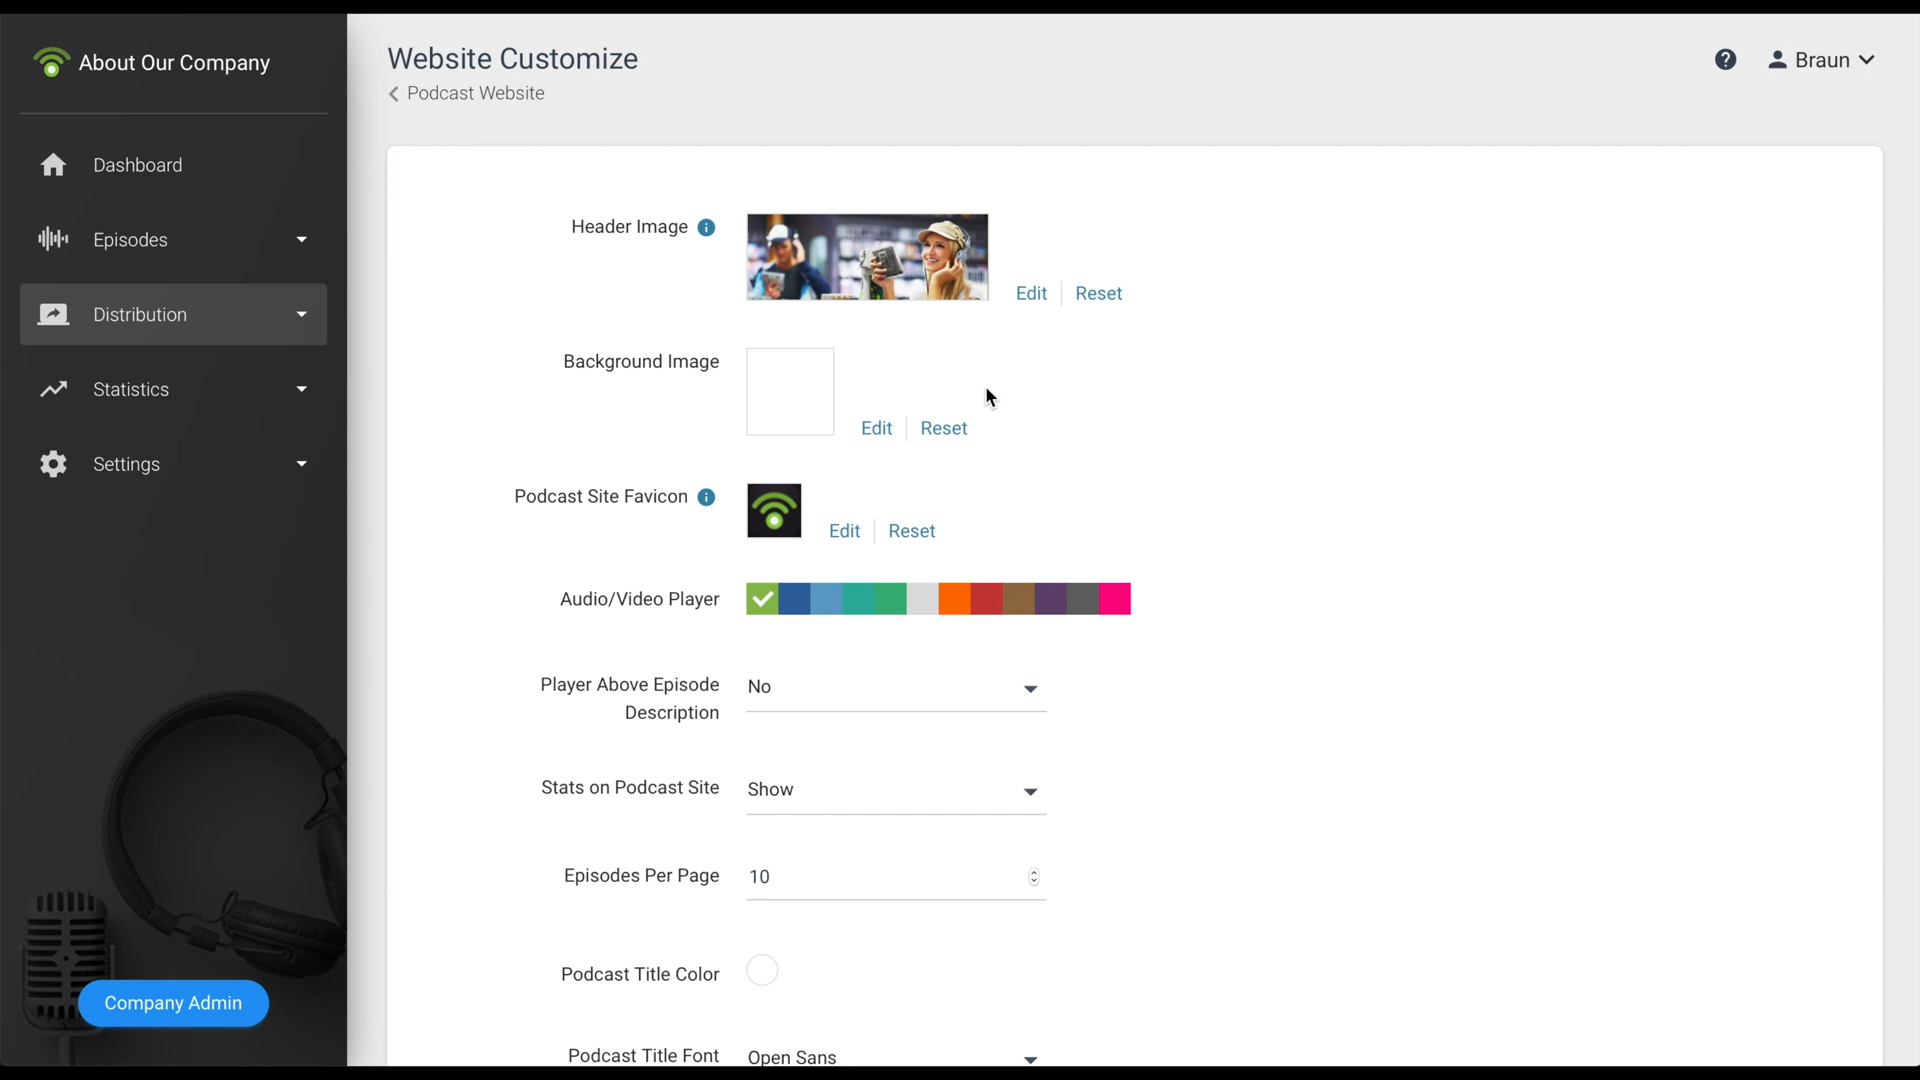 About Our Company
Website Customize
Braun
Podcast Website
Dashboard
Episodes
Distribution
Statistics
Settings
Company Admin
Header Image
Edit
Reset
Background Image
Edit
Reset
Podcast Site Favicon
Edit
Reset
Audio/Video Player
Player Above Episode
Description
No
Stats on Podcast Site
Show
Episodes Per Page
10
Podcast Title Color
Podcast Title Font
Open Sans